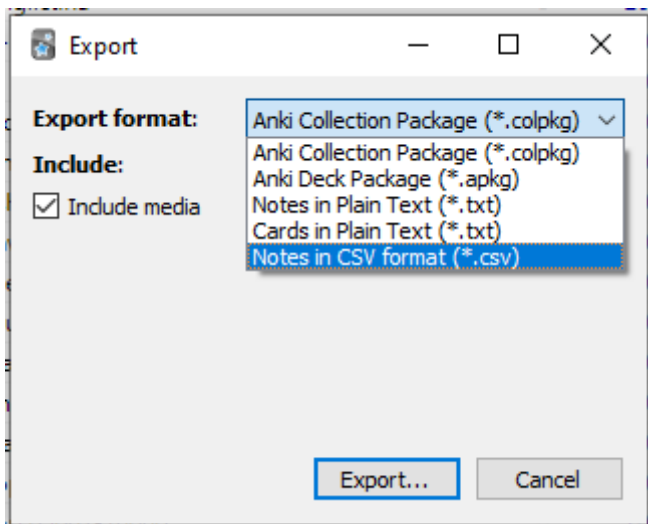 Export
Export format:
Anki Collection Package (*.colpkg)
Anki Collection Package (*.colpkg)
Include:
Anki Deck Package (*.apkg)
Include media
Notes in Plain Text (*.txt)
Cards in Plain Text (*.txt)
Notes in CSV format (*.csv)
Export...
Cancel